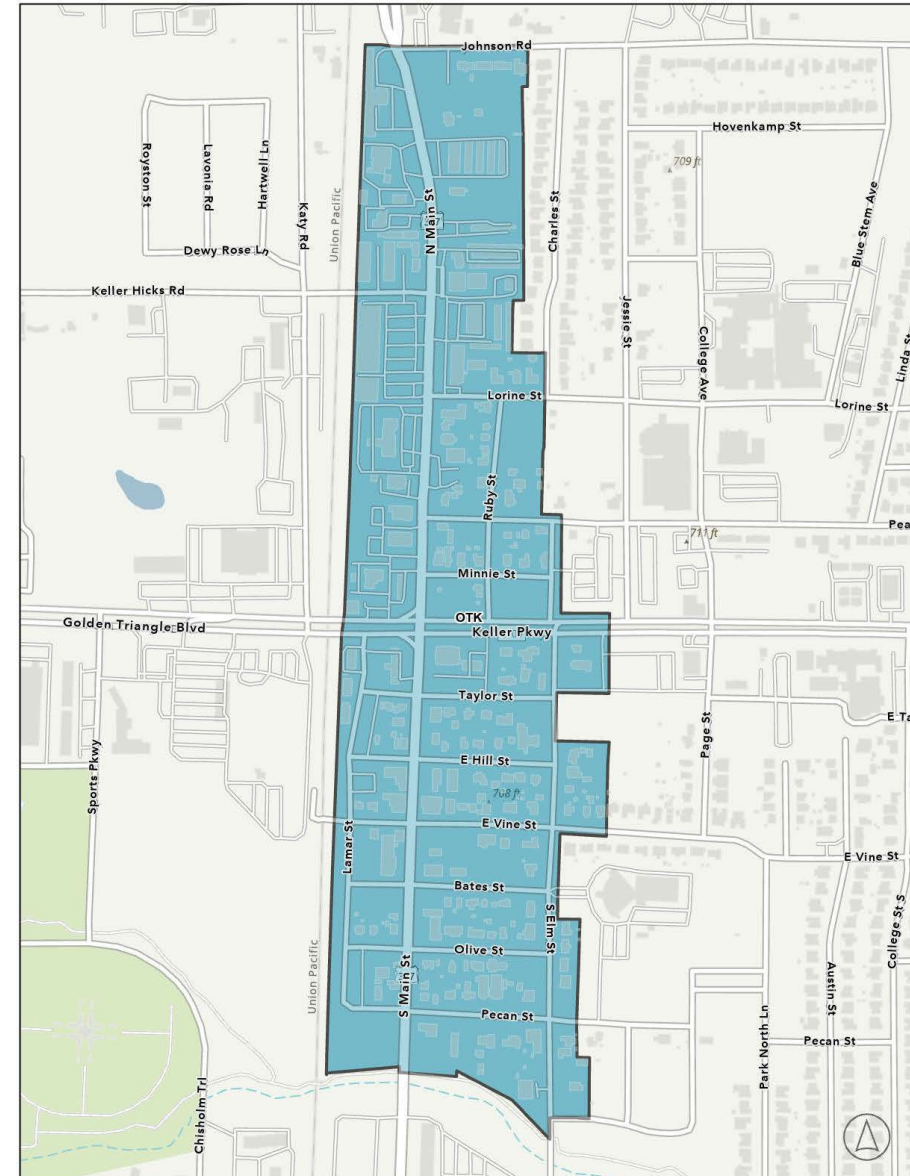 Johnson Rd
Hovenkamp St
709 ft
Royston St
Lavonia Rd
Hartwell Ln
Katy Rd
Union Pacific
N Main St
Charles St
Blue Stem Ave
Dewy Rose Ln
Keller Hicks Rd
Jessie St
College Ave
Linda St
Lorine St
Lorine St
Ruby St
711 ft
Minnie St
OTK
Golden Triangle Blvd
Keller Pkwy
Taylor St
Page St
Sports Pkwy
E Hill St
708 ft
E Vine St
Lamar St
E Vine St
Bates St
S Elm St
College St S
Olive St
Union Pacific
S Main St
Austin St
Pecan St
Park North Ln
Pecan St
Chisholm Trl